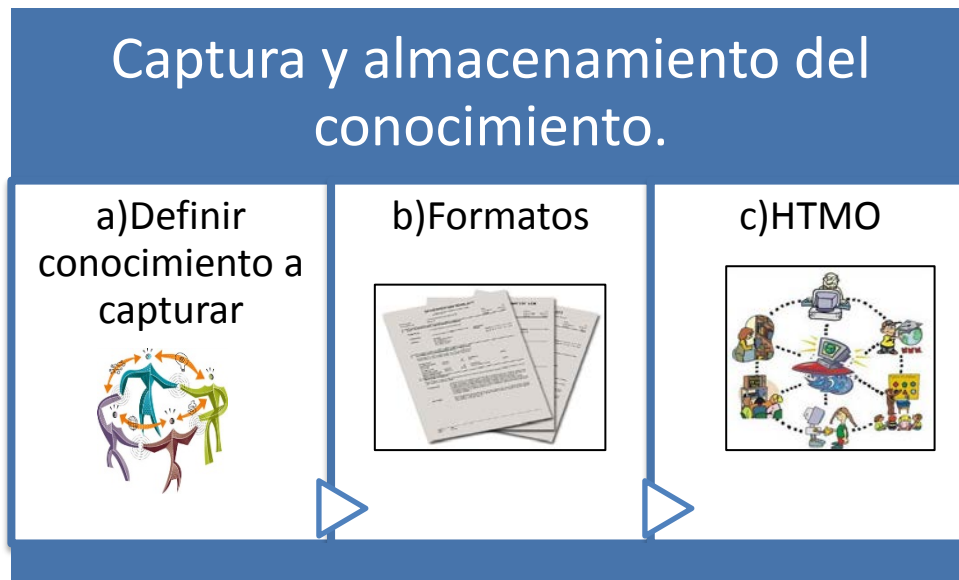 Captura y almacenamiento del
conocimiento.
a)Definir
conocimiento a
capturar
b)Formatos
c)HTMO